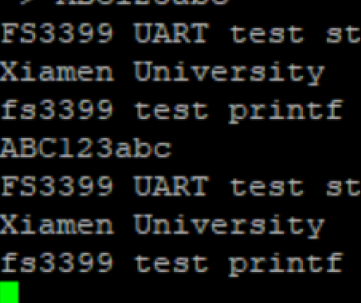 > ABC123abc
FS3399 UART test st
Xiamen University
fs3399 test printf
ABC123abc
FS3399 UART test st
Xiamen University
fs3399 test printf